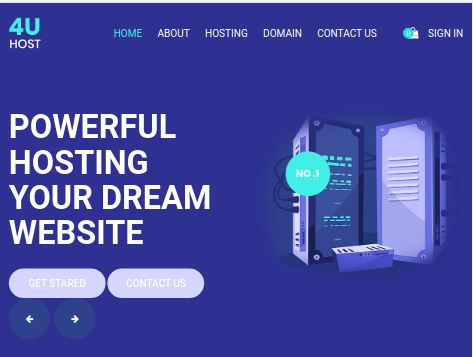 4U
HOST
HOME ABOUT HOSTING DOMAIN CONTACT US SIGN IN
POWERFUL
HOSTING
YOUR DREAM
WEBSITE
NO .1
GET STARED CONTACT US